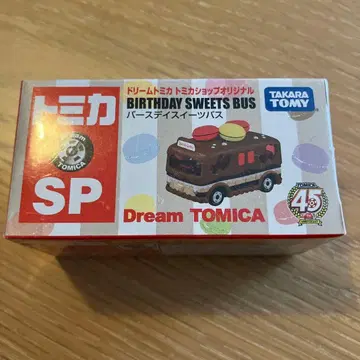 ドリームトミカ トミカショップオリジナル
BIRTHDAY SWEETS BUS
バースデイスイーツバス
TAKARA
TOMY
トミカ
Dream
TOMICA
SP
Dream TOMICA
45